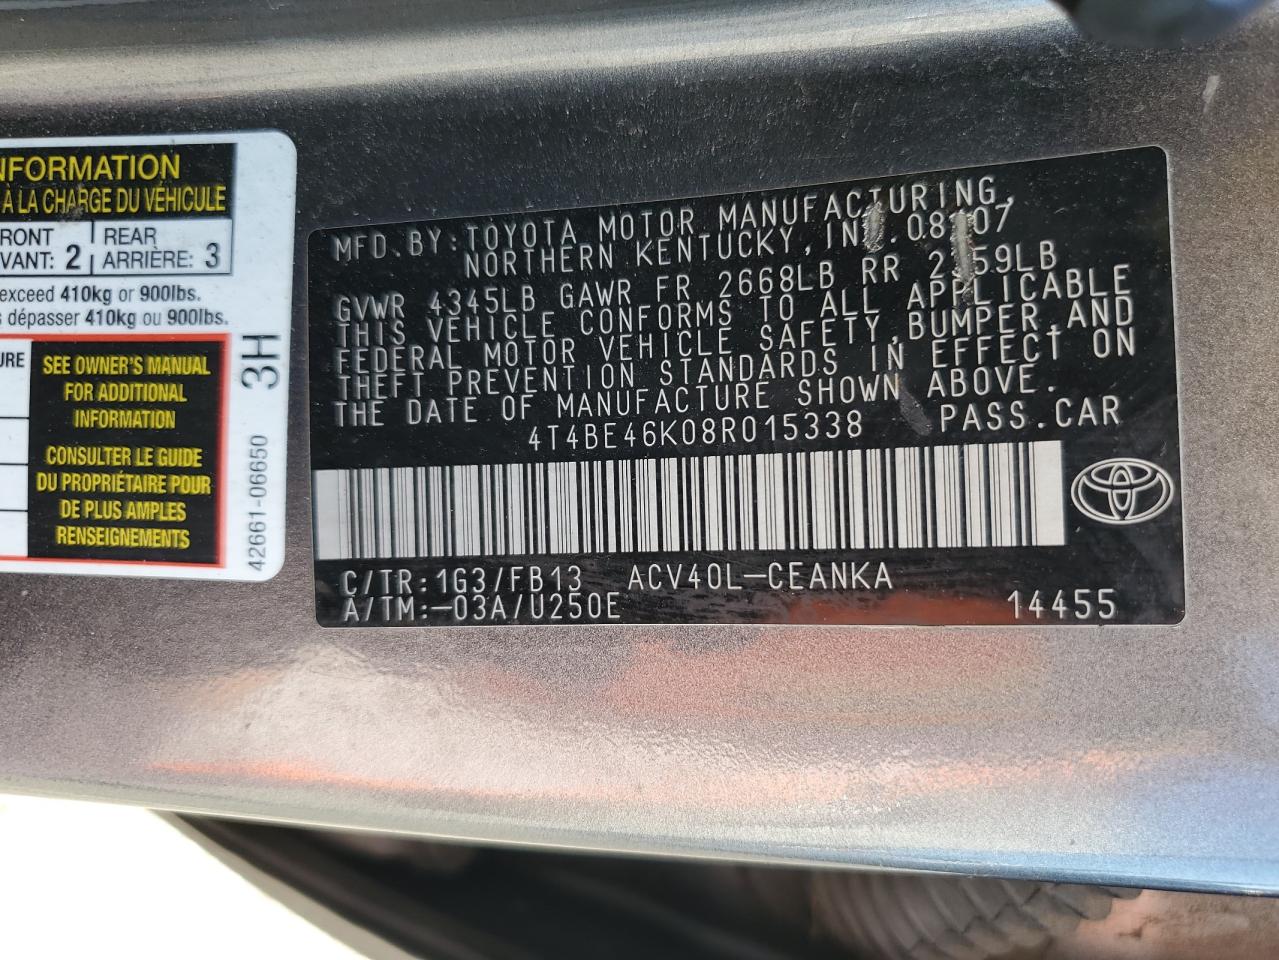 NFORMATION
À LA CHARGE DU VÉHICULE
FRONT 2 REAR 3
VANT: ARRIÈRE:
exceed 410kg or 900lbs.
s dépasser 410kg ou 900lbs.
SEE OWNER'S MANUAL
FOR ADDITIONAL
INFORMATION
CONSULTER LE GUIDE
DU PROPRIÉTAIRE POUR
DE PLUS AMPLES
RENSEIGNEMENTS
3H
42661-06650
MFD.BY: TOYOTA MOTOR MANUFACTURING,
NORTHERN KENTUCKY, 08/07
GVWR 4345LB GAWR FR 2668LB RR
THIS VEHICLE CONFORMS TO ALL APPLICABLE
FEDERAL MOTOR VEHICLE SAFETY, BUMPER, AND
THEFT PREVENTION STANDARDS IN EFFECT ON
THE DATE OF MANUFACTURE SHOWN ABOVE.
4T4BE46K08R015338 PASS.CAR
C/TR: 1G3/FB13 ACV40L-CEANKA
A/TM:-03A/U250E 14455